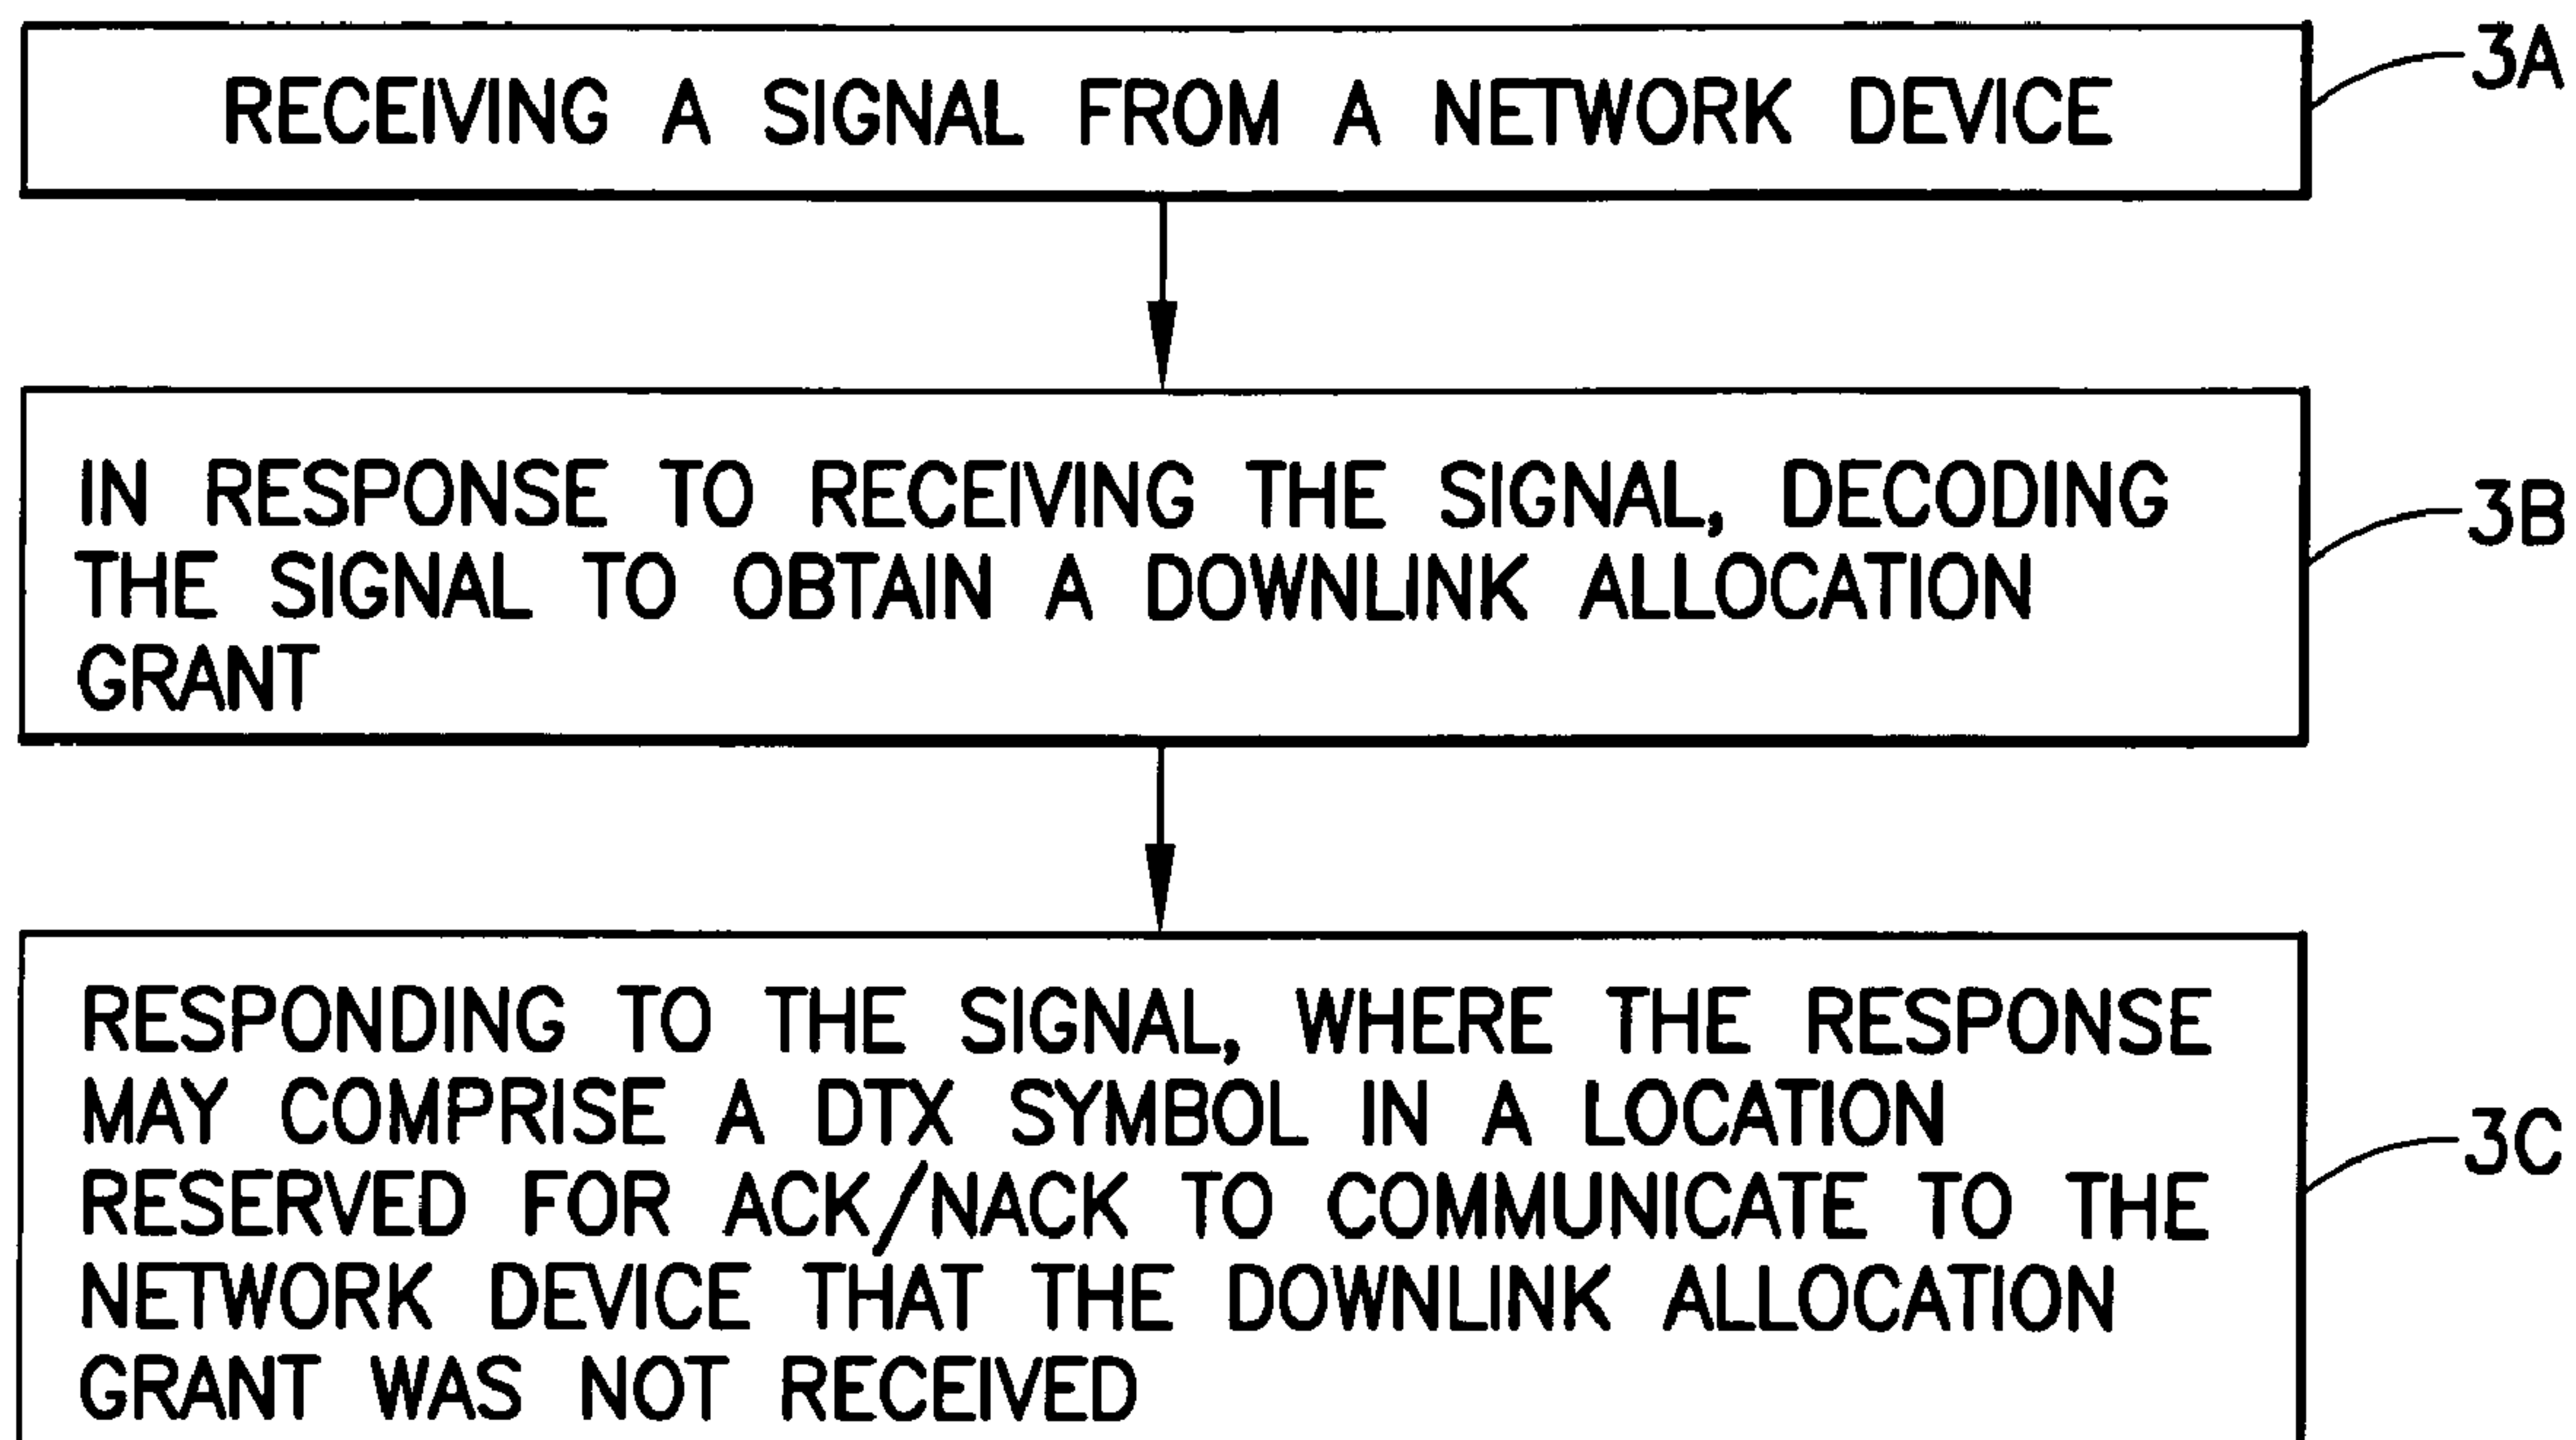 RECEIVING A SIGNAL FROM A NETWORK DEVICE
3A
IN RESPONSE TO RECEIVING THE SIGNAL, DECODING
THE SIGNAL TO OBTAIN A DOWNLINK ALLOCATION
GRANT
3B
RESPONDING TO THE SIGNAL, WHERE THE RESPONSE
MAY COMPRISE A DTX SYMBOL IN A LOCATION
RESERVED FOR ACK/NACK TO COMMUNICATE TO THE
NETWORK DEVICE THAT THE DOWNLINK ALLOCATION
GRANT WAS NOT RECEIVED
3C